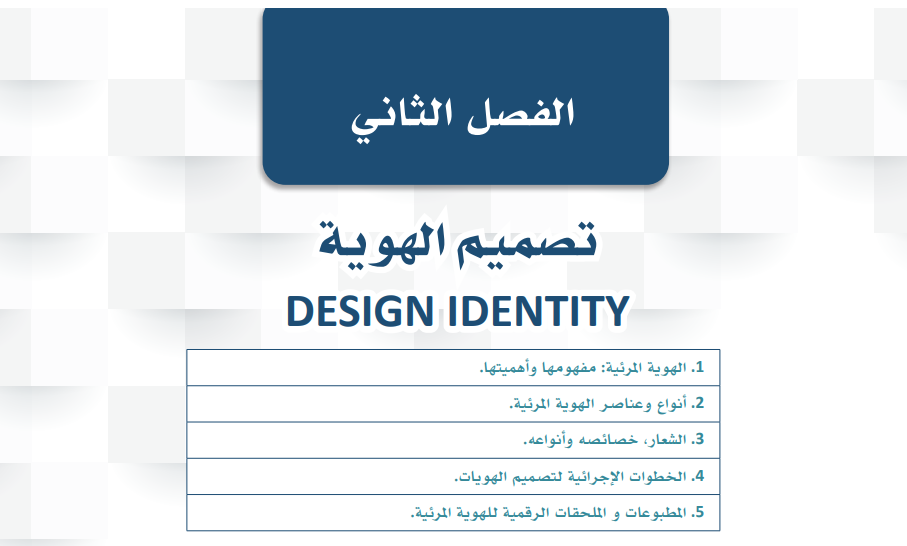 الفصل الثاني
تصميم الهوية
DESIGN IDENTITY
1. الهوية المرئية: مفهومها وأهميتها.
2. أنواع وعناصر الهوية المرئية.
3. الشعار، خصائصه وأنواعه.
4. الخطوات الإجرائية لتصميم الهويات.
5. المطبوعات و الملحقات الرقمية للهوية المرئية.